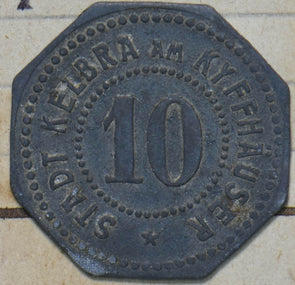 STADT KELBRA AM KYFFHÄUSER
10